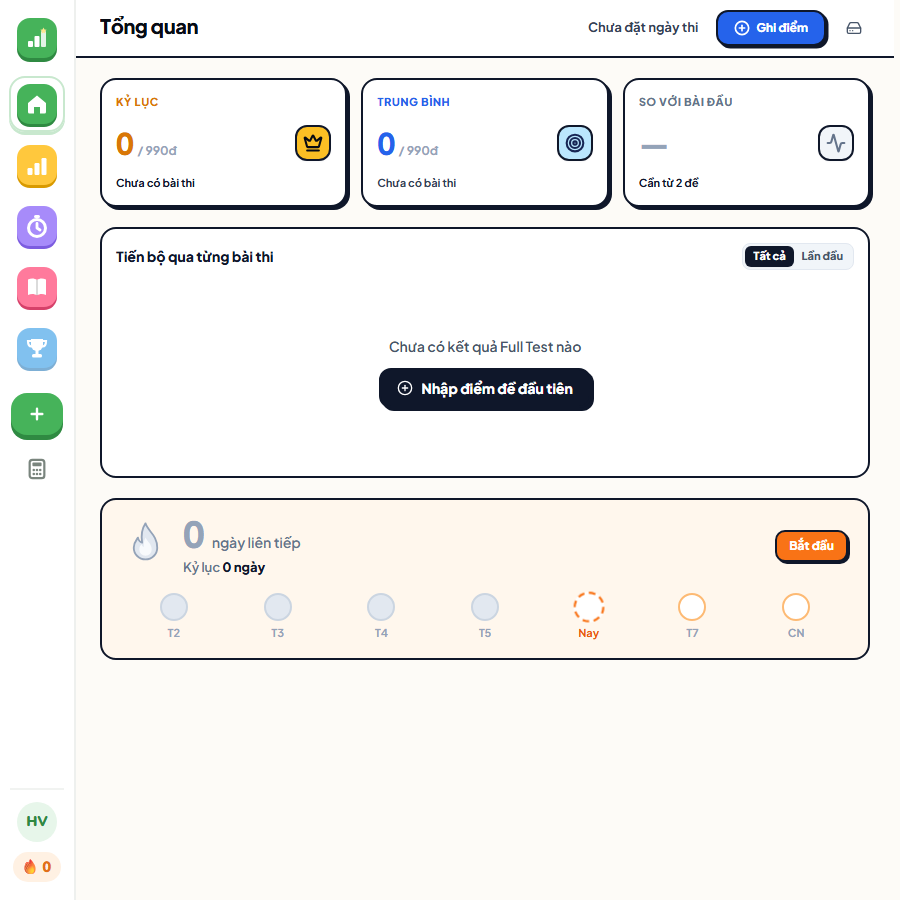 Tổng quan
Chưa đặt ngày thi
Ghi điểm
KỶ LỤC
0 / 990đ
Chưa có bài thi
TRUNG BÌNH
0 / 990đ
Chưa có bài thi
SO VỚI BÀI ĐẦU
—
Cần từ 2 đề
Tiến bộ qua từng bài thi
Tất cả
Lần đầu
Chưa có kết quả Full Test nào
Nhập điểm đề đầu tiên
0 ngày liên tiếp
Kỷ lục 0 ngày
Bắt đầu
T2 T3 T4 T5 Nay T7 CN
HV
0